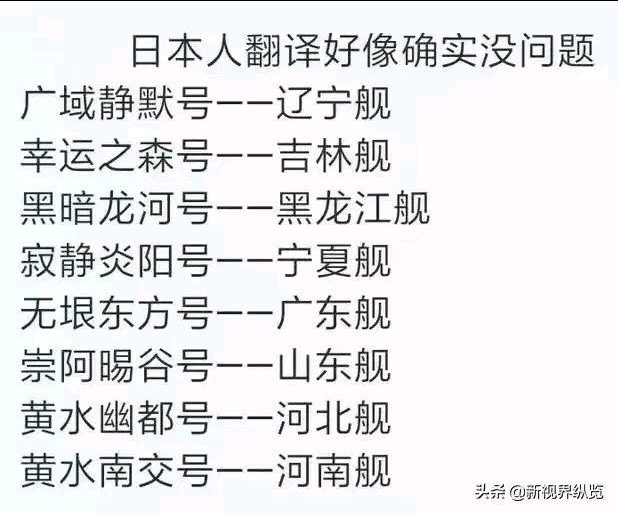 日本人翻译好像确实没问题
广域静默号——辽宁舰
幸运之森号——吉林舰
黑暗龙河号——黑龙江舰
寂静炎阳号——宁夏舰
无垠东方号——广东舰
崇阿暘谷号——山东舰
黄水幽都号——河北舰
黄水南交号——河南舰
头条 @新视界纵览